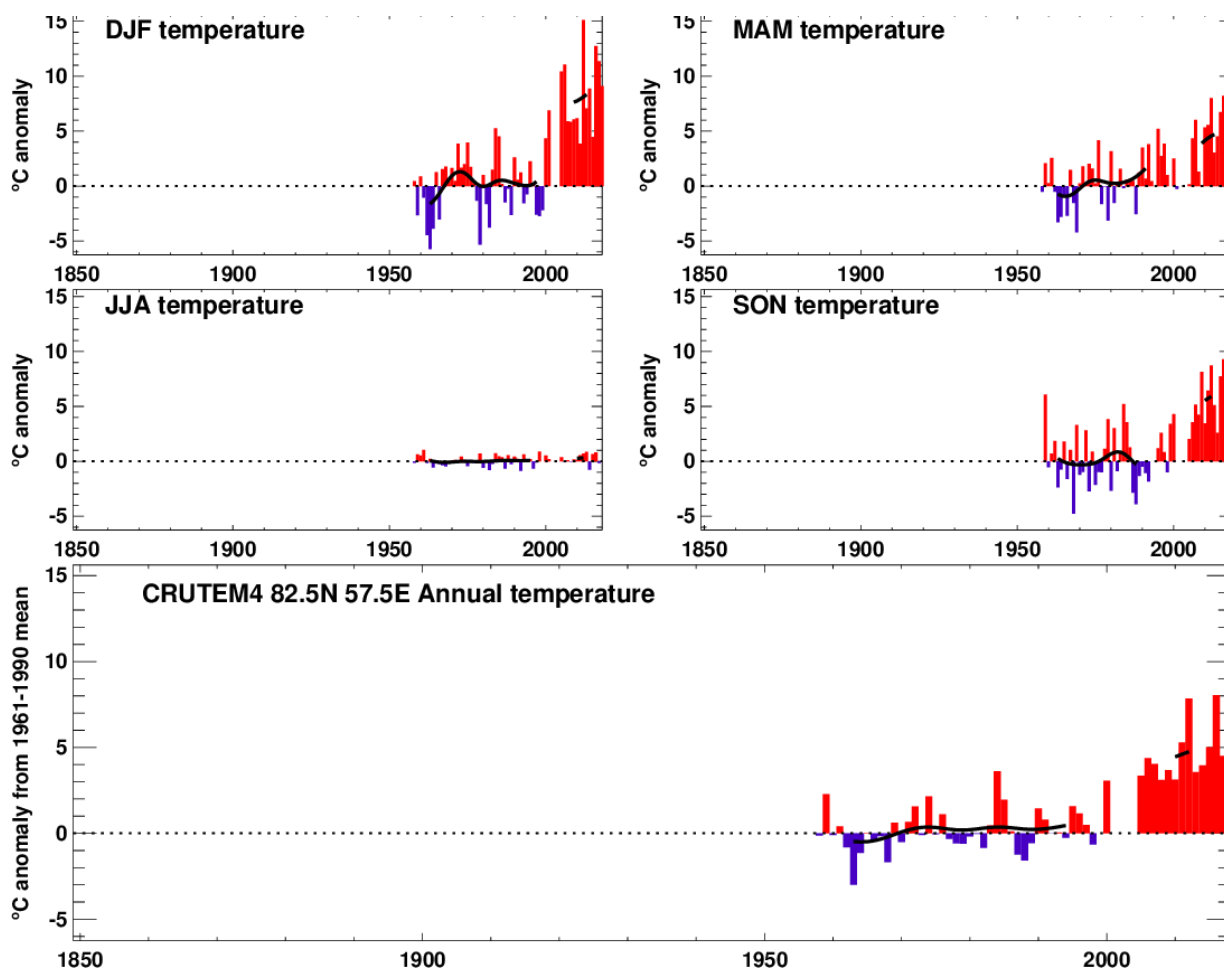 DJF temperature
15
10
5
0
-5
°C anomaly
1850 1900 1950 2000
MAM temperature
15
10
5
0
-5
°C anomaly
1850 1900 1950 2000
JJA temperature
15
10
5
0
-5
°C anomaly
1850 1900 1950 2000
SON temperature
15
10
5
0
-5
°C anomaly
1850 1900 1950 2000
CRUTEM4 82.5N 57.5E Annual temperature
15
10
5
0
-5
°C anomaly from 1961-1990 mean
1850 1900 1950 2000